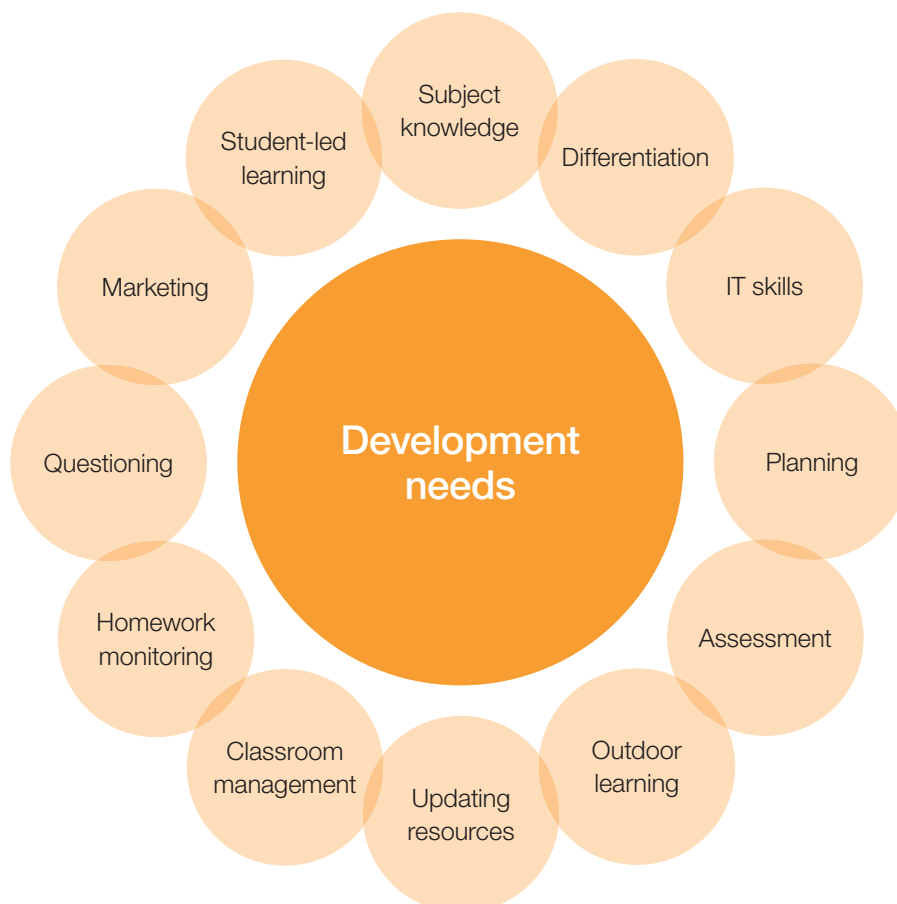 Subject
knowledge
Differentiation
IT skills
Planning
Assessment
Outdoor
learning
Updating
resources
Classroom
management
Homework
monitoring
Questioning
Marketing
Student-led
learning
Development
needs